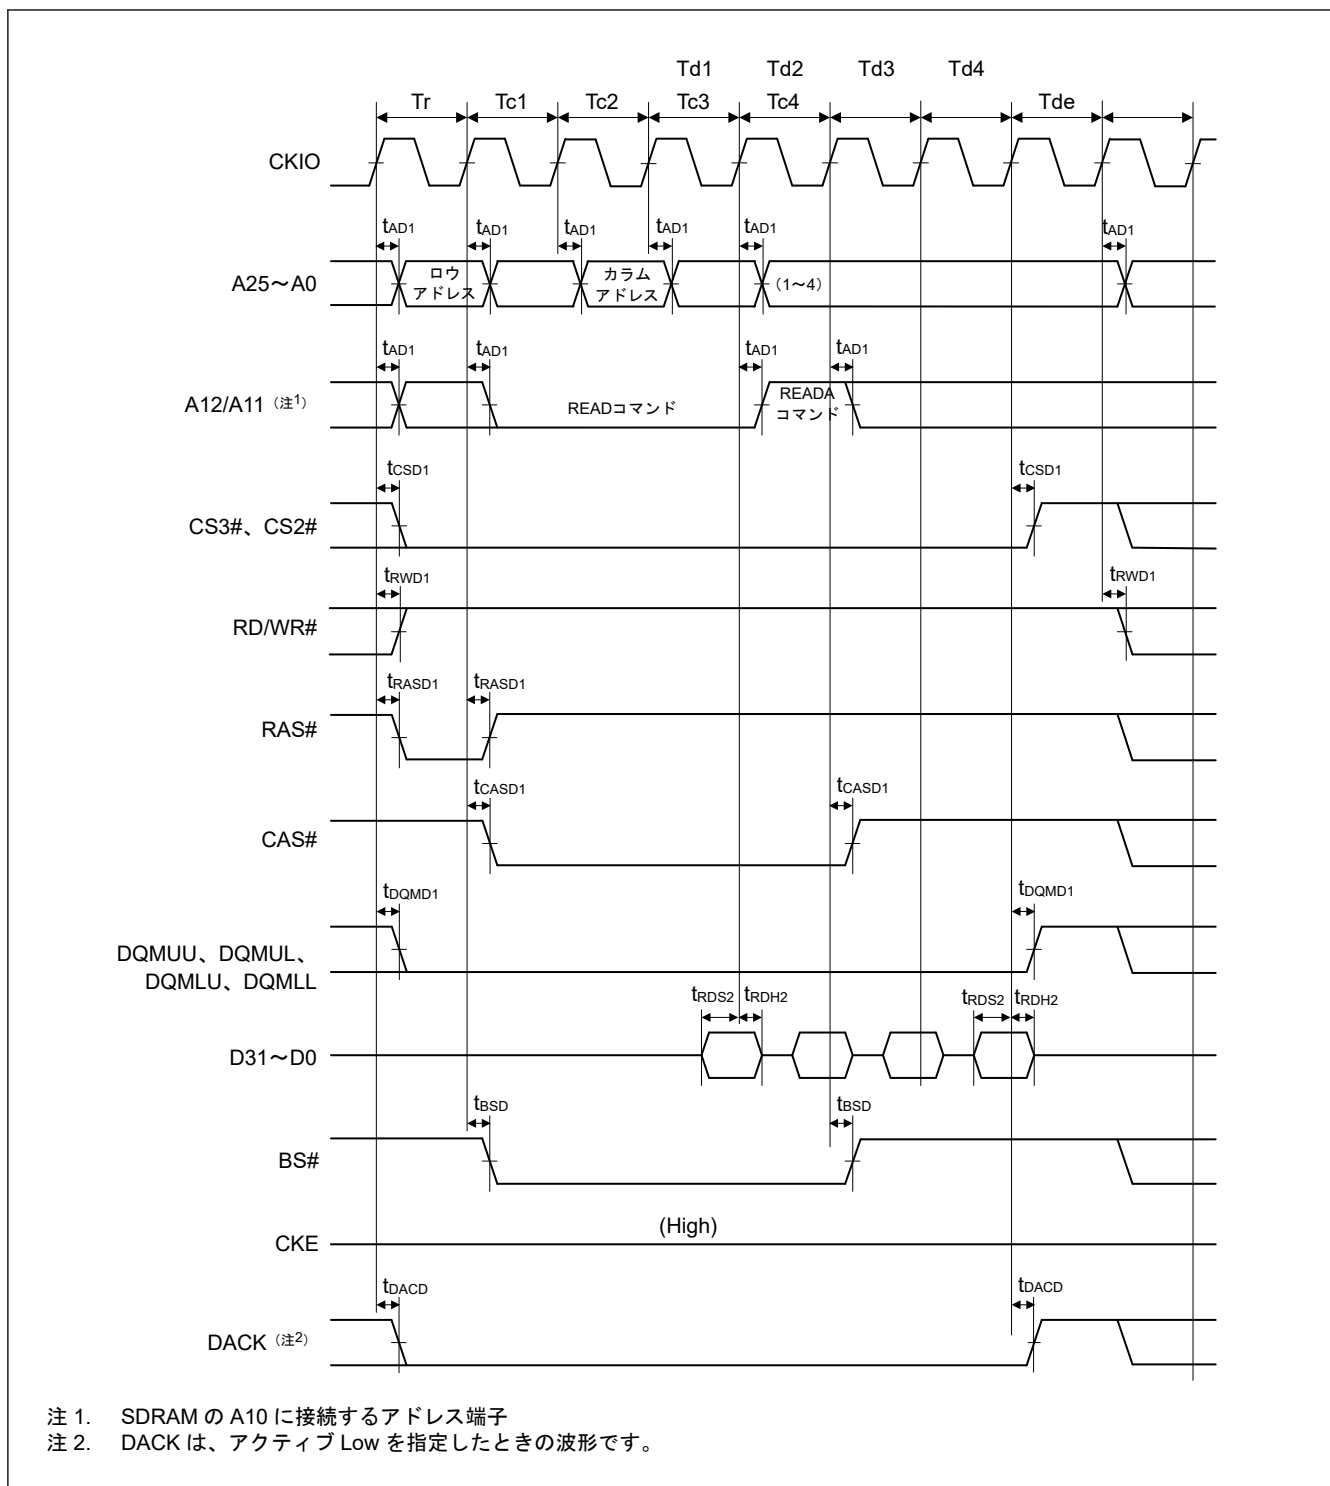 Td1 Td2 Td3 Td4
Tr Tc1 Tc2 Tc3 Tc4 Tde
CKIO
tAD1 tAD1 tAD1 tAD1 tAD1 tAD1
A25～A0
ロウ
アドレス
カラム
アドレス
(1～4)
tAD1 tAD1 tAD1 tAD1
A12/A11（注1）
READコマンド
READA
コマンド
tCSD1 tCSD1
CS3#、CS2#
tRWD1 tRWD1
RD/WR#
tRASD1 tRASD1
RAS#
tCASD1 tCASD1
CAS#
tDQMD1 tDQMD1
DQMUU、DQMUL、
DQMLU、DQMLL
tRDS2 tRDH2 tRDS2 tRDH2
D31～D0
tBSD tBSD
BS#
(High)
CKE
tDACD tDACD
DACK（注2）
注 1. SDRAM の A10 に接続するアドレス端子
注 2. DACK は、アクティブ Low を指定したときの波形です。